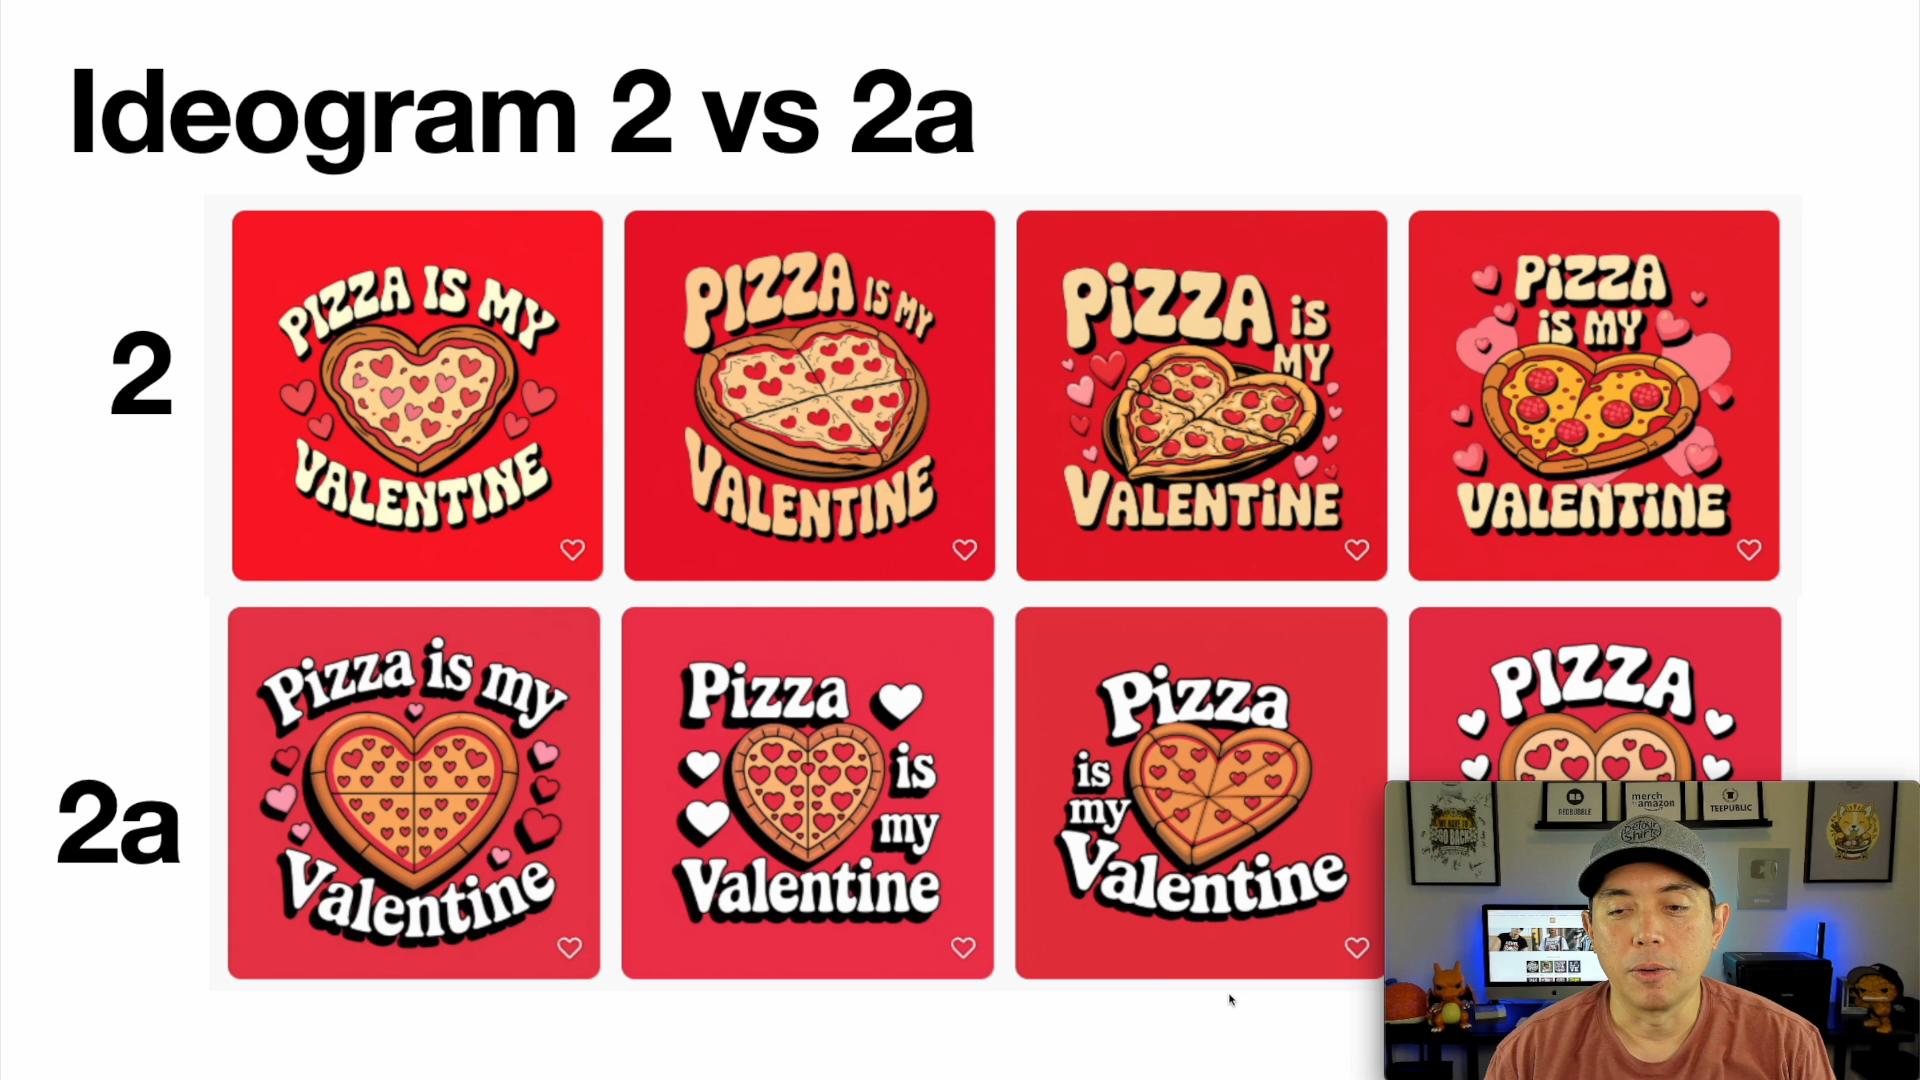 Ideogram 2 vs 2a
2
PIZZA IS MY
VALENTINE
PIZZA IS MY
VALENTINE
PiZZA is
MY
VALENTiNE
PiZZA
iS MY
VALENTiNE
2a
Pizza is my
Valentine
Pizza
is
my
Valentine
Pizza
is
my
Valentine
PIZZA
REDBUBBLE
merch
amazon
TEEPUBLIC
DETOUR
SHIRTS